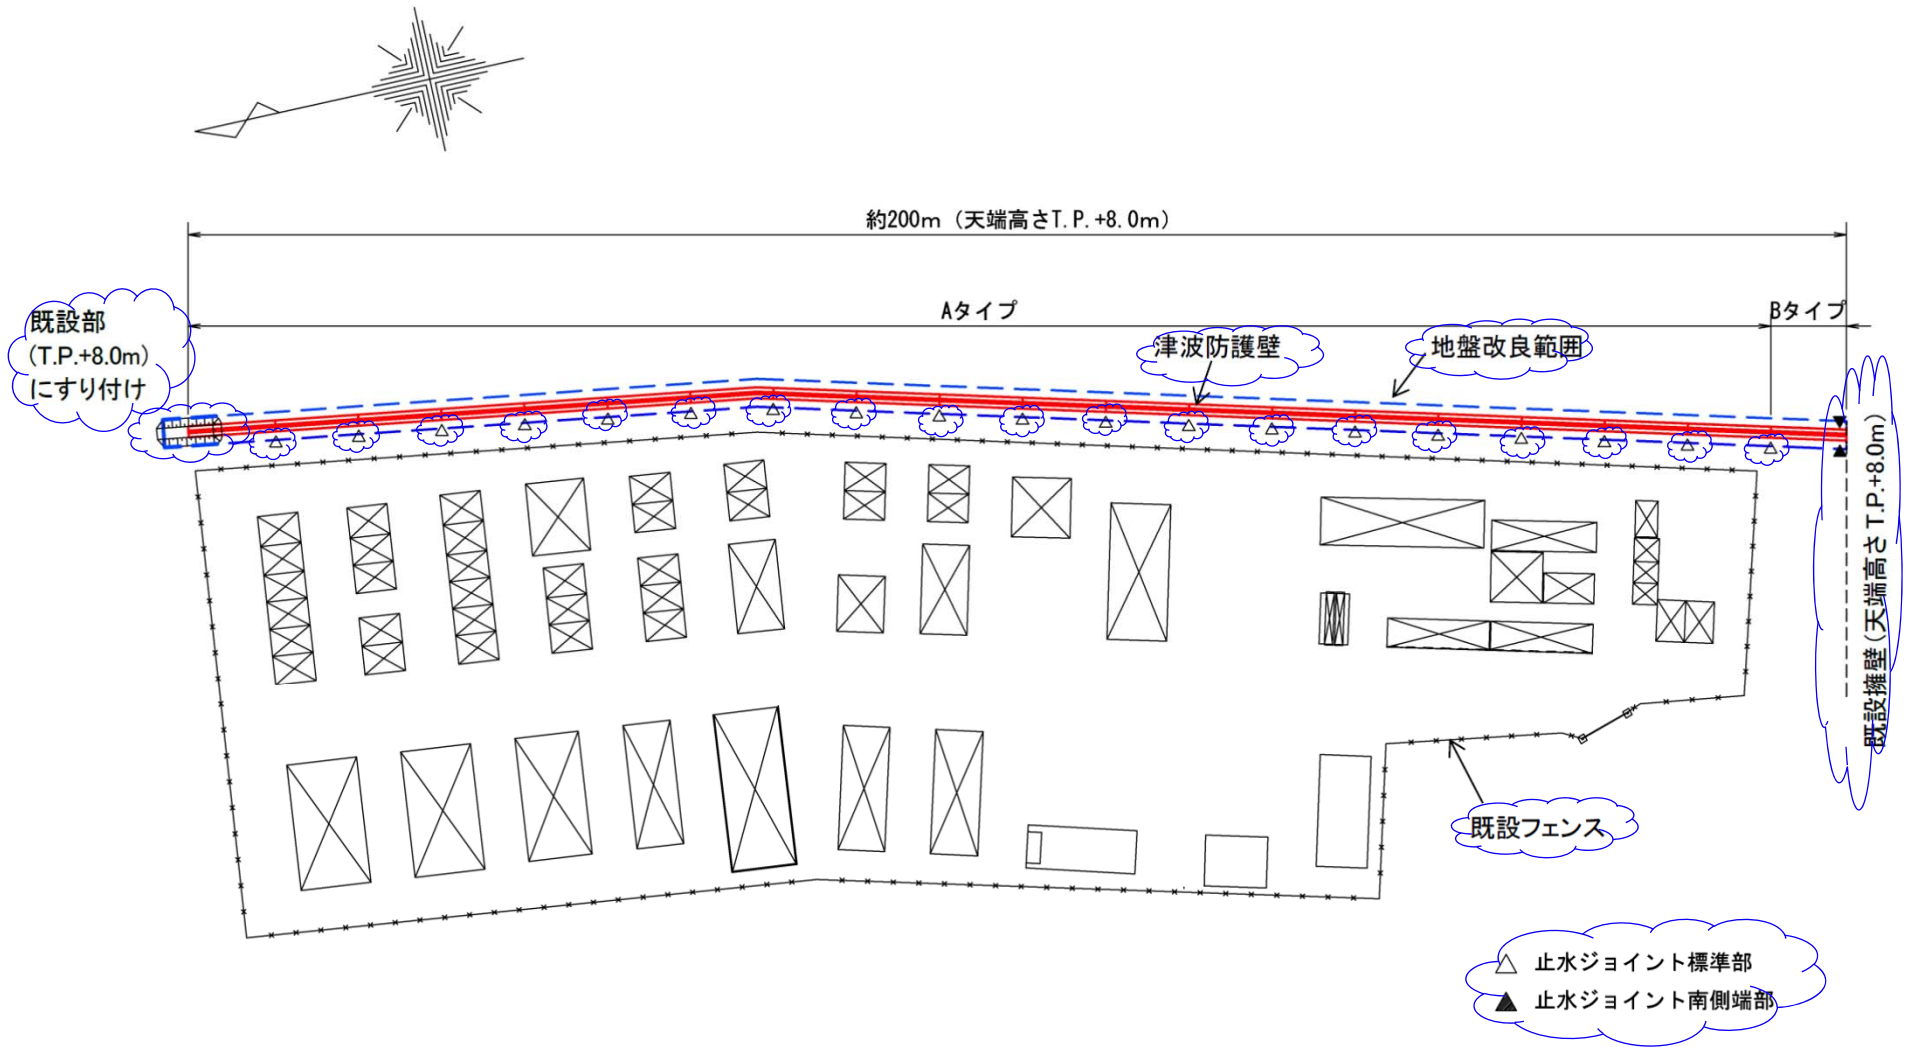 約200m（天端高さT.P.+8.0m）
Aタイプ
Bタイプ
既設部
(T.P.+8.0m)
にすり付け
津波防護壁
地盤改良範囲
既設擁壁(天端高さ T.P.+8.0m)
既設フェンス
△ 止水ジョイント標準部
▲ 止水ジョイント南側端部